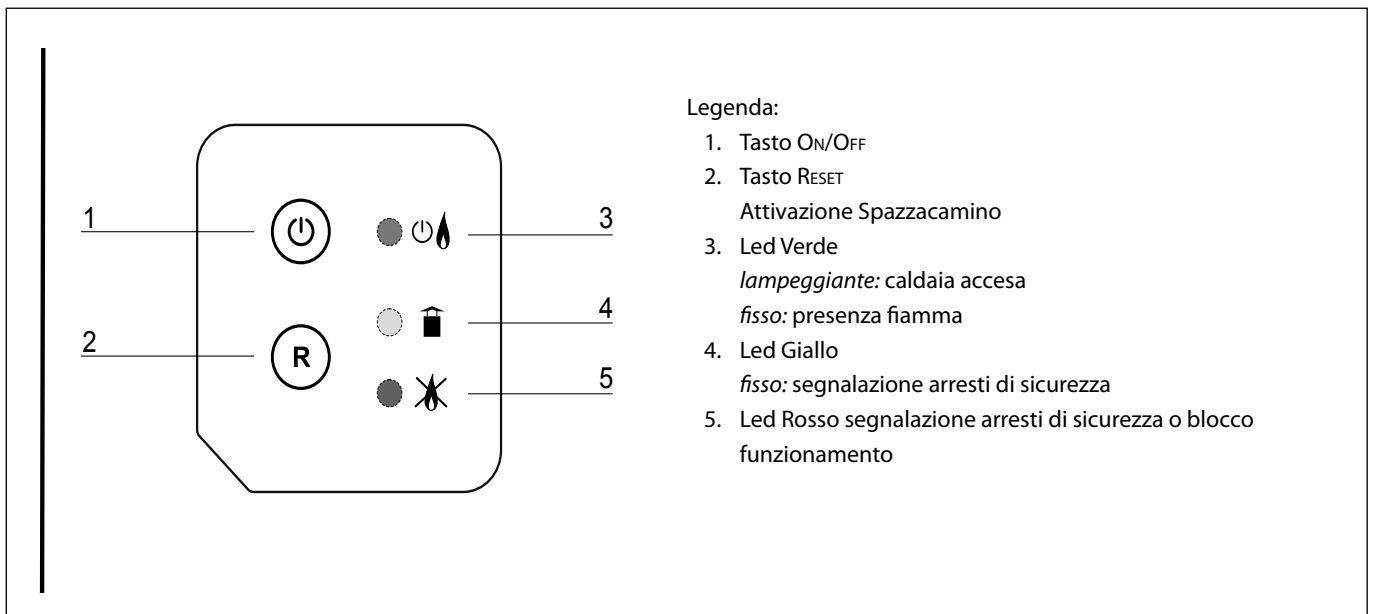 1
2
R
3
4
5
Legenda:
1. Tasto ON/OFF
2. Tasto RESET
Attivazione Spazzacamino
3. Led Verde
lampeggiante: caldaia accesa
fisso: presenza fiamma
4. Led Giallo
fisso: segnalazione arresti di sicurezza
5. Led Rosso segnalazione arresti di sicurezza o blocco
funzionamento